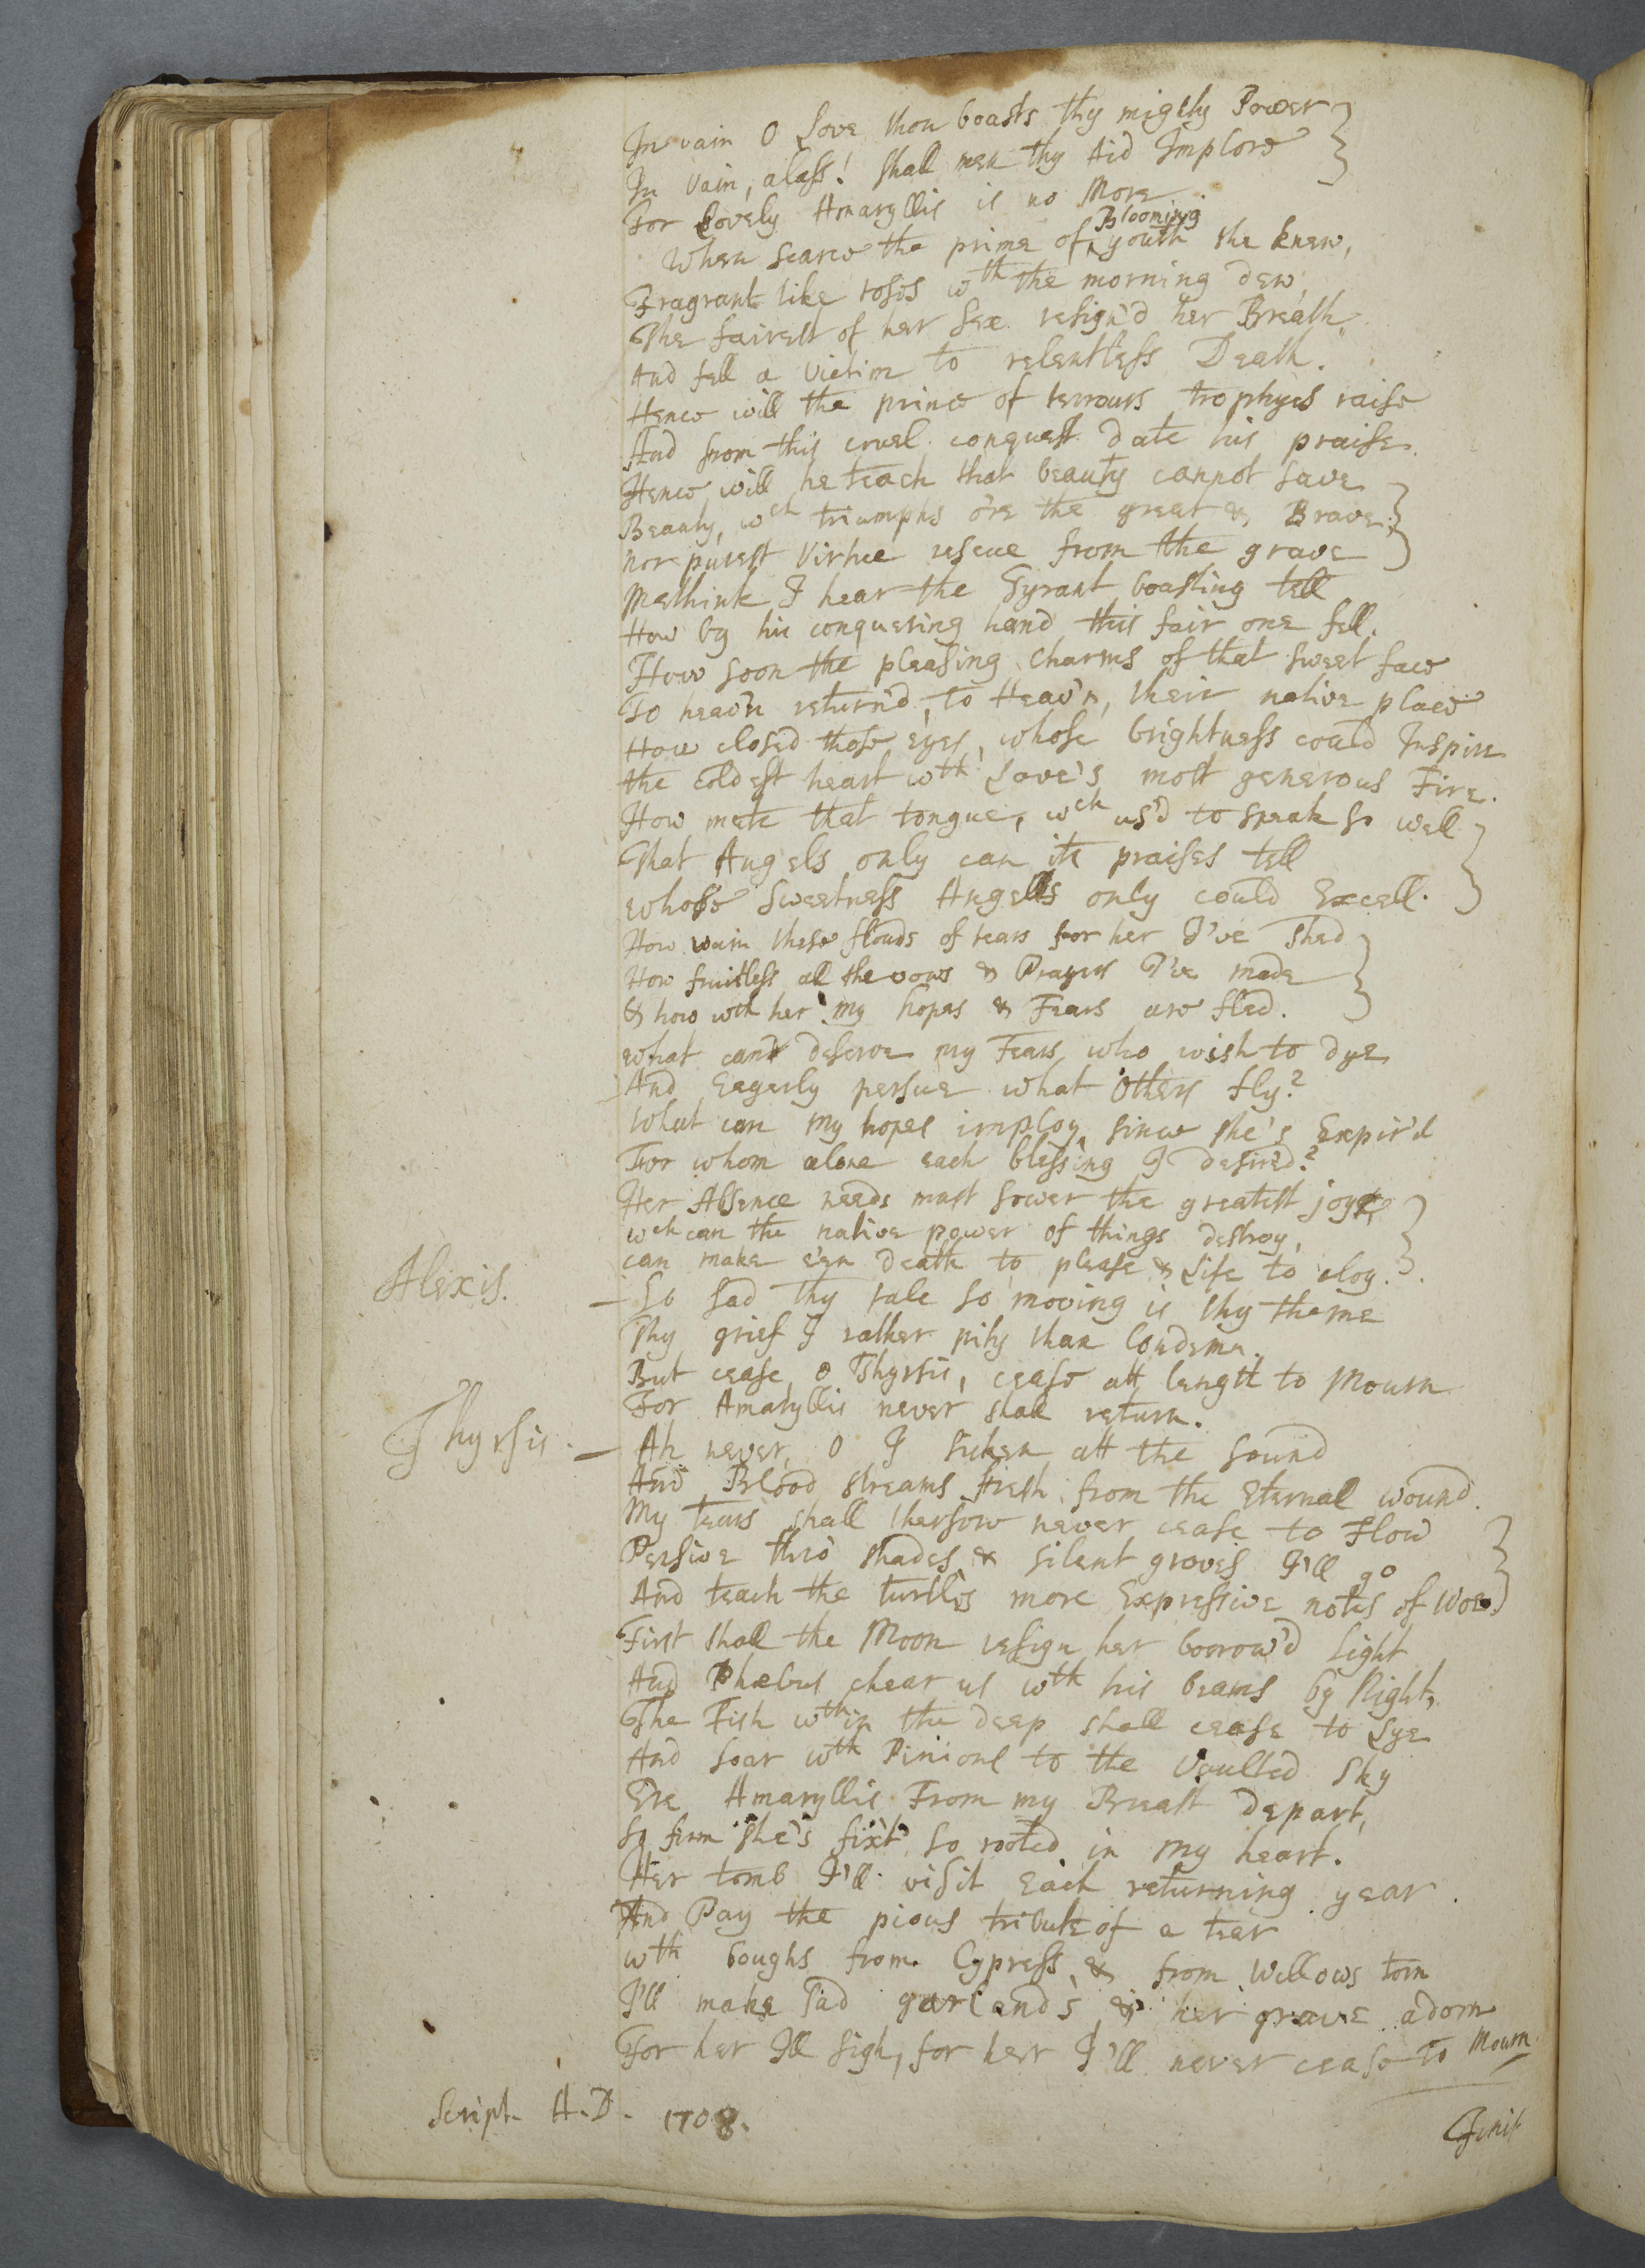 In vain O Love thou boasts thy mighty Power
In vain, alass! shall men thy Aid Implore
For Lovely Amaryllis is no More
Blooming
When scarce the prime of ^ youth she knew,
Fragrant like roses wth the morning dew,
The fairest of her Sex resign'd her Breath,
And fell a victim to relentless Death.
Hence will the prince of terrours trophyes raise
And from this cruel conquest date his praise.
Hence will he teach that beauty cannot save
Beauty, wch triumphs o're the great & Brave,
nor purest Virtue rescue from the grave
Methink I hear the Tyrant boasting tell
How by his conquering hand this fair one fell.
How soon the pleasing charms of that sweet face
To heav'n return'd, to Heav'n, their native place
How closed those eyes, whose brightness could Inspire
the coldest heart wth Love's most generous Fire.
How mute that tongue, wch us'd to speak so well
That Angels only can its praises tell
whose sweetness Angells only could Excell.
How vain these flouds of tears for her I've shed
How fruitless all the vows & Prayers I've made
& how wth her my hopes & Fears are fled.
what can deserve my Fears who wish to dye
And Eagerly persue what others fly?
What can my hopes imploy, since she's Expir'd
For whom alone each blessing I desir'd?
Her Absence needs must sower the greatest joys
wch can the native power of things destroy,
can make e'en death to please & Life to cloy.
Alexis. — So sad thy tale so moving is thy theme
Thy grief I rather pity than Condemn.
But cease, o Thyrsis, cease att length to Mourn
For Amaryllis never shall return.
Thyrsis. — Ah never, O I sicken att the sound
And Blood streams fresh from the Eternal wound.
My tears shall therfore never cease to Flow
Pensive thro' shades & silent groves I'll go
And teach the turtles more Expressive notes of Woe.
First shall the Moon resign her borrow'd Light
And Phœbus chear us wth his beams by Night,
The Fish wthin the deep shall cease to Lye
And soar wth Pinions to the Vaulted sky
Ere Amaryllis From my Breast depart,
So firm she's fixt so rooted in my heart.
Her tomb I'll visit Each returning year.
And Pay the pious tribute of a tear
wth boughs from Cypress & from Willows torn
I'll make sad garlands & her grave adorn
For her Ill sigh, for her I'll never cease to Mourn.
Script. A.D. 1708.
Finis